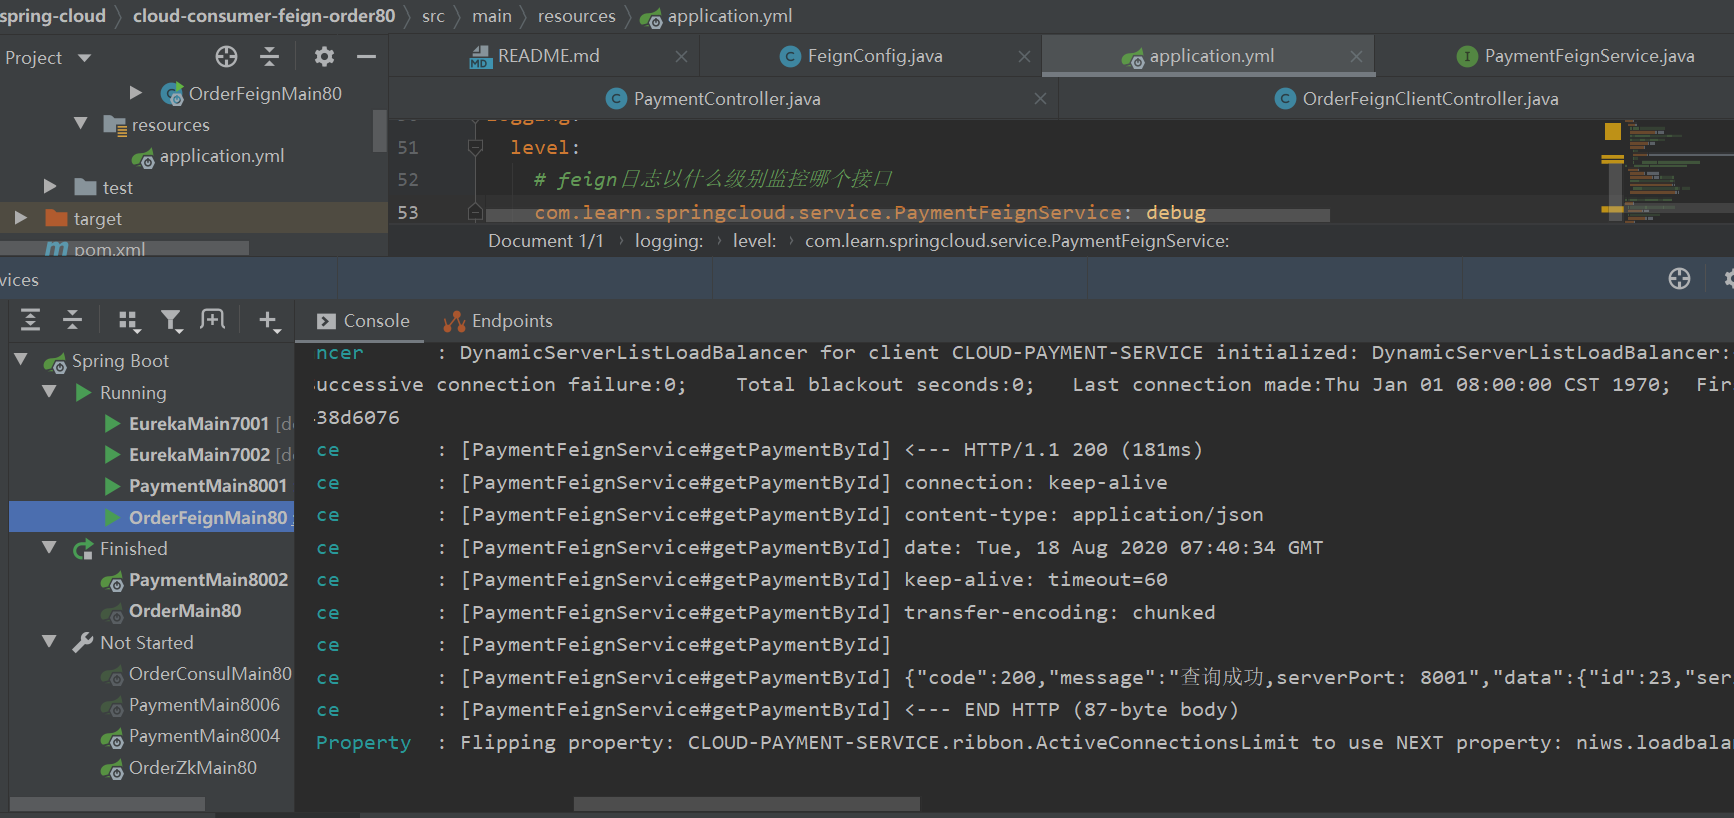 spring-cloud 〉 cloud-consumer-feign-order80 〉 src 〉 main 〉 resources 〉 application.yml
Project
README.md
FeignConfig.java
application.yml
PaymentFeignService.java
PaymentController.java
OrderFeignClientController.java
OrderFeignMain80
resources
application.yml
test
target
pom.xml
logging:
51 level:
52 # feign日志以什么级别监控哪个接口
53 com.learn.springcloud.service.PaymentFeignService: debug
Document 1/1 › logging: › level: › com.learn.springcloud.service.PaymentFeignService:
vices
Console
Endpoints
Spring Boot
Running
EurekaMain7001 [d
EurekaMain7002 [d
PaymentMain8001
OrderFeignMain80
Finished
PaymentMain8002
OrderMain80
Not Started
OrderConsulMain80
PaymentMain8006
PaymentMain8004
OrderZkMain80
ncer : DynamicServerListLoadBalancer for client CLOUD-PAYMENT-SERVICE initialized: DynamicServerListLoadBalancer:
uccessive connection failure:0; Total blackout seconds:0; Last connection made:Thu Jan 01 08:00:00 CST 1970; Fir
38d6076
ce : [PaymentFeignService#getPaymentById] <--- HTTP/1.1 200 (181ms)
ce : [PaymentFeignService#getPaymentById] connection: keep-alive
ce : [PaymentFeignService#getPaymentById] content-type: application/json
ce : [PaymentFeignService#getPaymentById] date: Tue, 18 Aug 2020 07:40:34 GMT
ce : [PaymentFeignService#getPaymentById] keep-alive: timeout=60
ce : [PaymentFeignService#getPaymentById] transfer-encoding: chunked
ce : [PaymentFeignService#getPaymentById]
ce : [PaymentFeignService#getPaymentById] {"code":200,"message":"查询成功,serverPort: 8001","data":{"id":23,"ser
ce : [PaymentFeignService#getPaymentById] <--- END HTTP (87-byte body)
Property : Flipping property: CLOUD-PAYMENT-SERVICE.ribbon.ActiveConnectionsLimit to use NEXT property: niws.loadbala